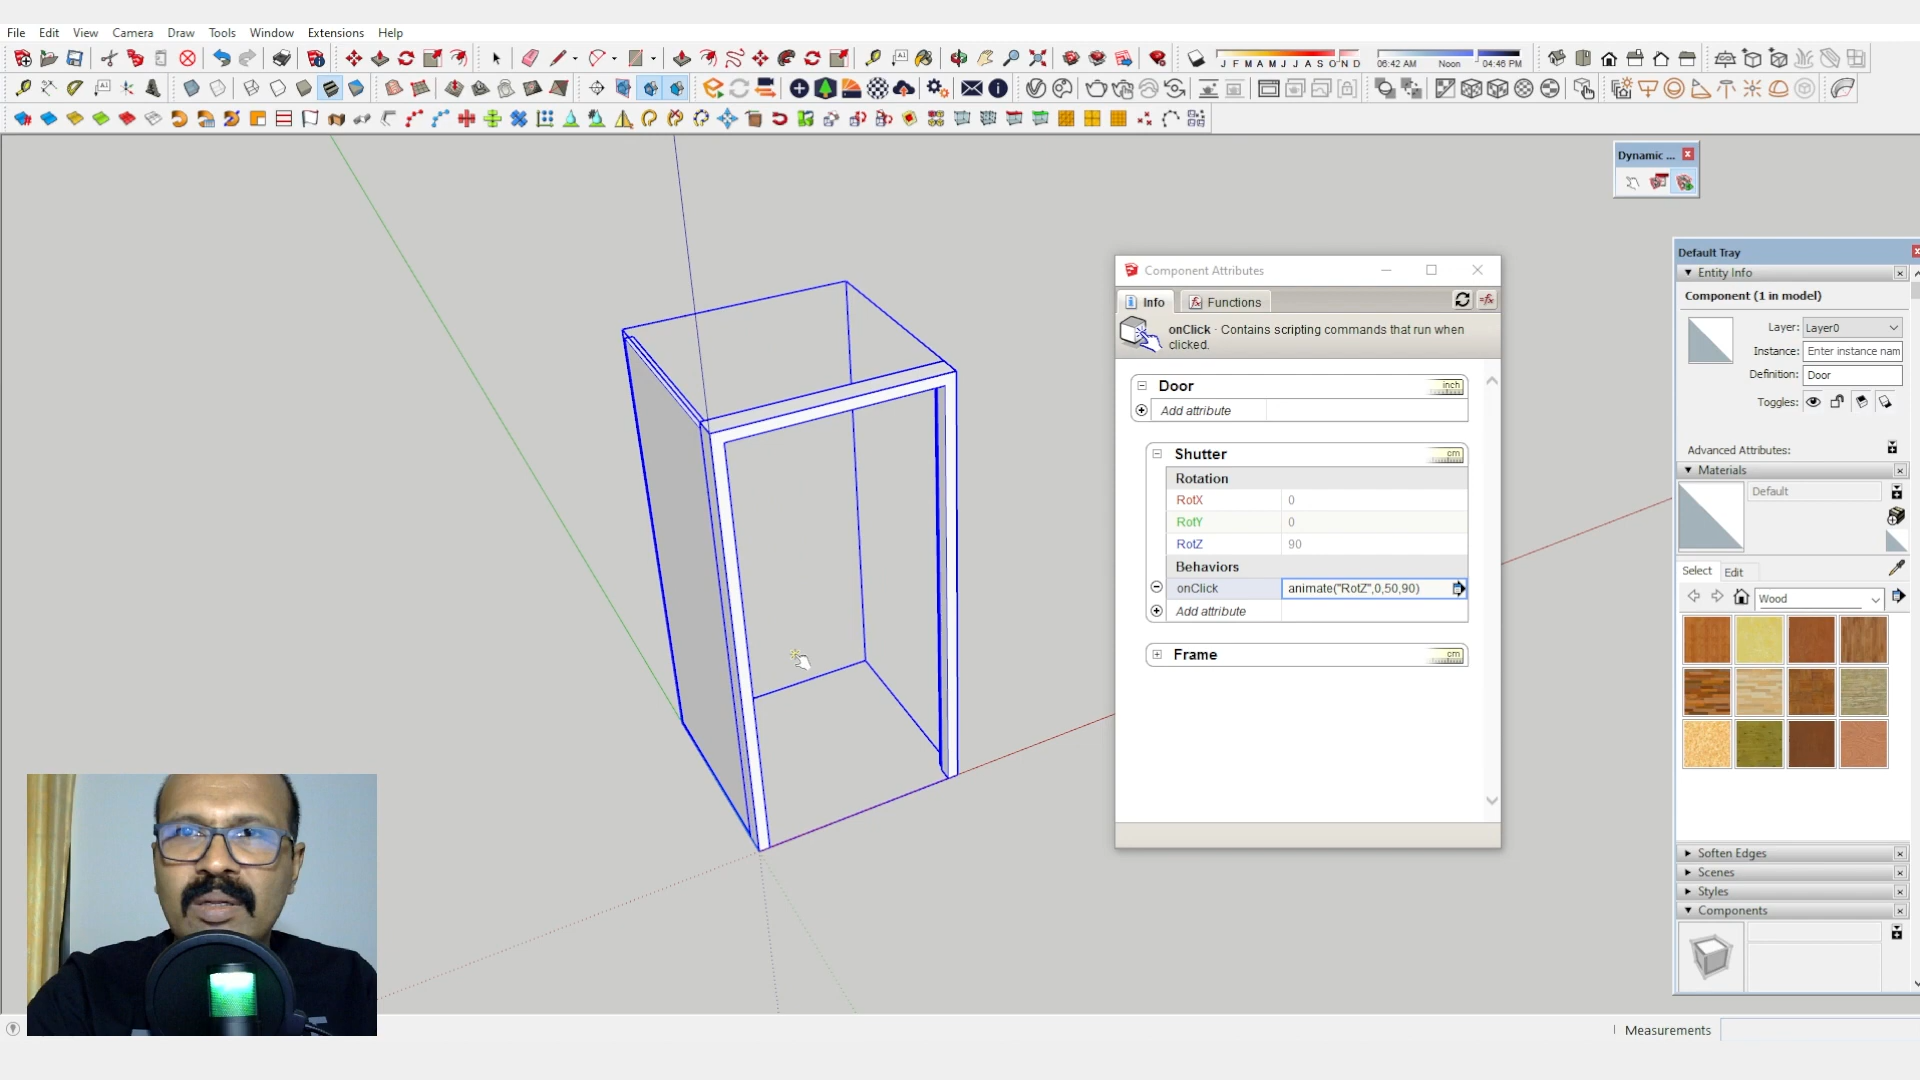 File Edit View Camera Draw Tools Window Extensions Help
J F M A M J J A S O N D 06:42 AM Noon 04:46 PM
Dynamic ...
Default Tray
Entity Info
Component (1 in model)
Layer: Layer0
Instance: Enter instance nam
Definition: Door
Toggles:
Advanced Attributes:
Materials
Default
Select Edit
Wood
Soften Edges
Scenes
Styles
Components
Component Attributes
Info Functions
onClick - Contains scripting commands that run when
clicked.
Door inch
Add attribute
Shutter cm
Rotation
RotX 0
RotY 0
RotZ 90
Behaviors
onClick animate("RotZ",0,50,90)
Add attribute
Frame cm
Measurements